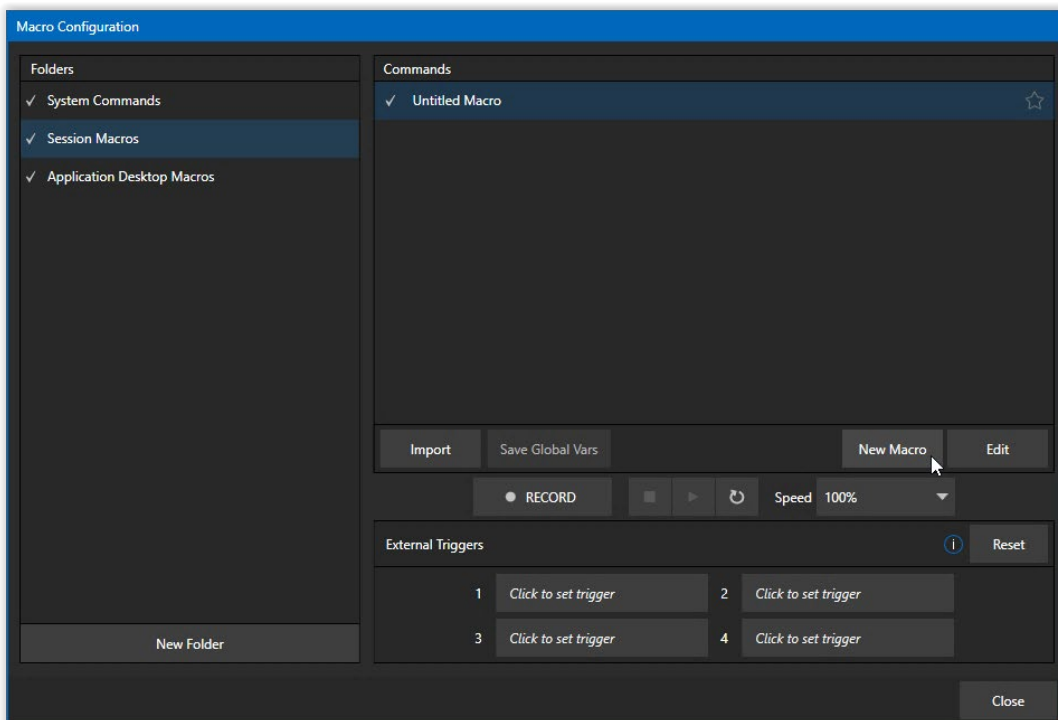 Macro Configuration
Folders
System Commands
Session Macros
Application Desktop Macros
New Folder
Commands
Untitled Macro
Import
Save Global Vars
New Macro
Edit
RECORD
Speed
100%
External Triggers
i
Reset
1 Click to set trigger
2 Click to set trigger
3 Click to set trigger
4 Click to set trigger
Close